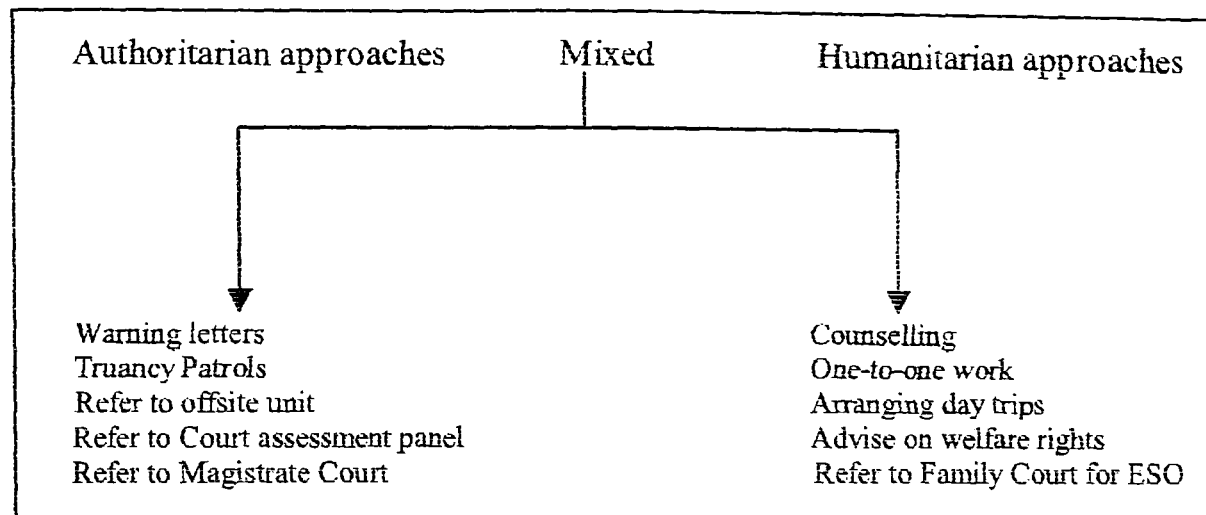 Authoritarian approaches Mixed Humanitarian approaches
Warning letters
Truancy Patrols
Refer to offsite unit
Refer to Court assessment panel
Refer to Magistrate Court
Counselling
One-to-one work
Arranging day trips
Advise on welfare rights
Refer to Family Court for ESO